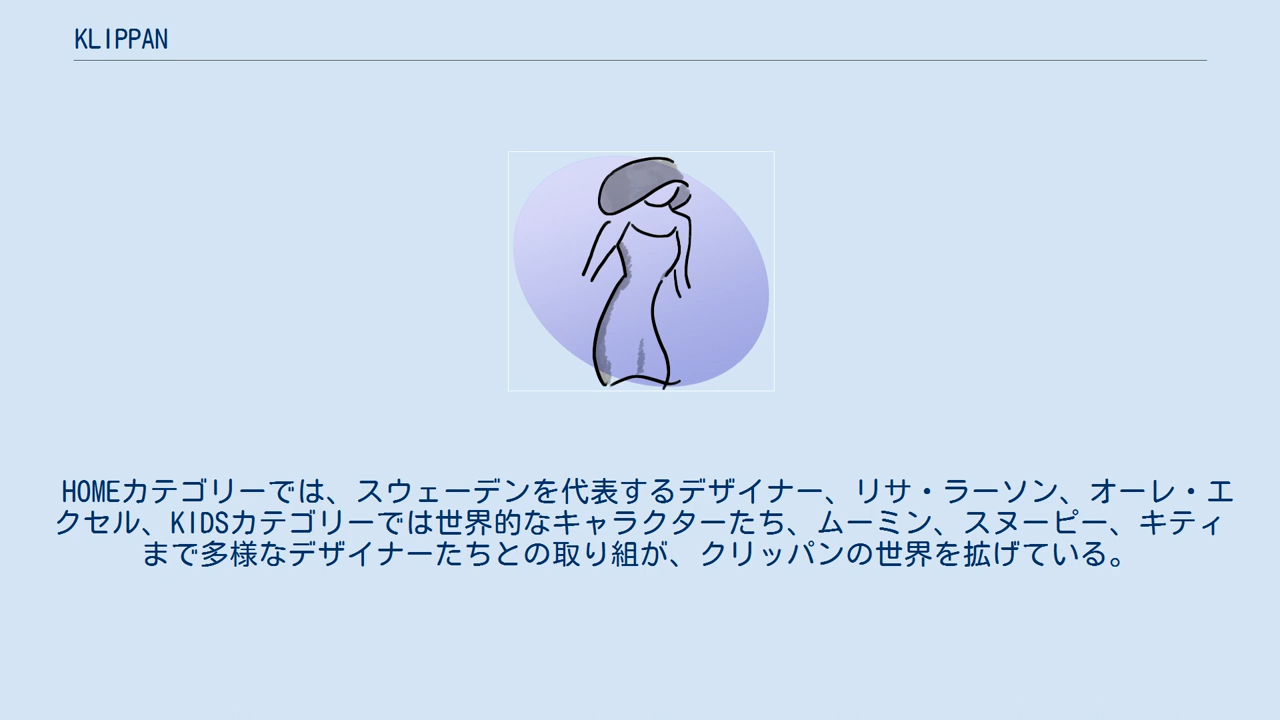 KLIPPAN
HOMEカテゴリーでは、スウェーデンを代表するデザイナー、リサ・ラーソン、オーレ・エ
クセル、KIDSカテゴリーでは世界的なキャラクターたち、ムーミン、スヌーピー、キティ
まで多様なデザイナーたちとの取り組が、クリッパンの世界を拡げている。